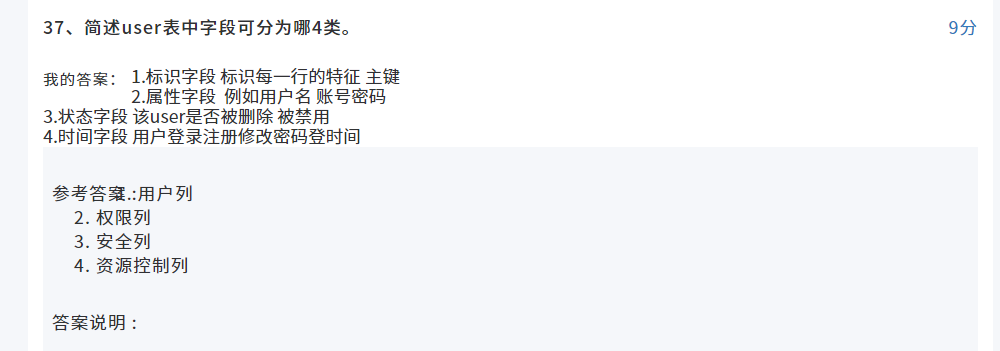 37、简述user表中字段可分为哪4类。 9分
我的答案： 1.标识字段 标识每一行的特征 主键
2.属性字段 例如用户名 账号密码
3.状态字段 该user是否被删除 被禁用
4.时间字段 用户登录注册修改密码登时间
参考答案：1. 用户列
2. 权限列
3. 安全列
4. 资源控制列
答案说明：